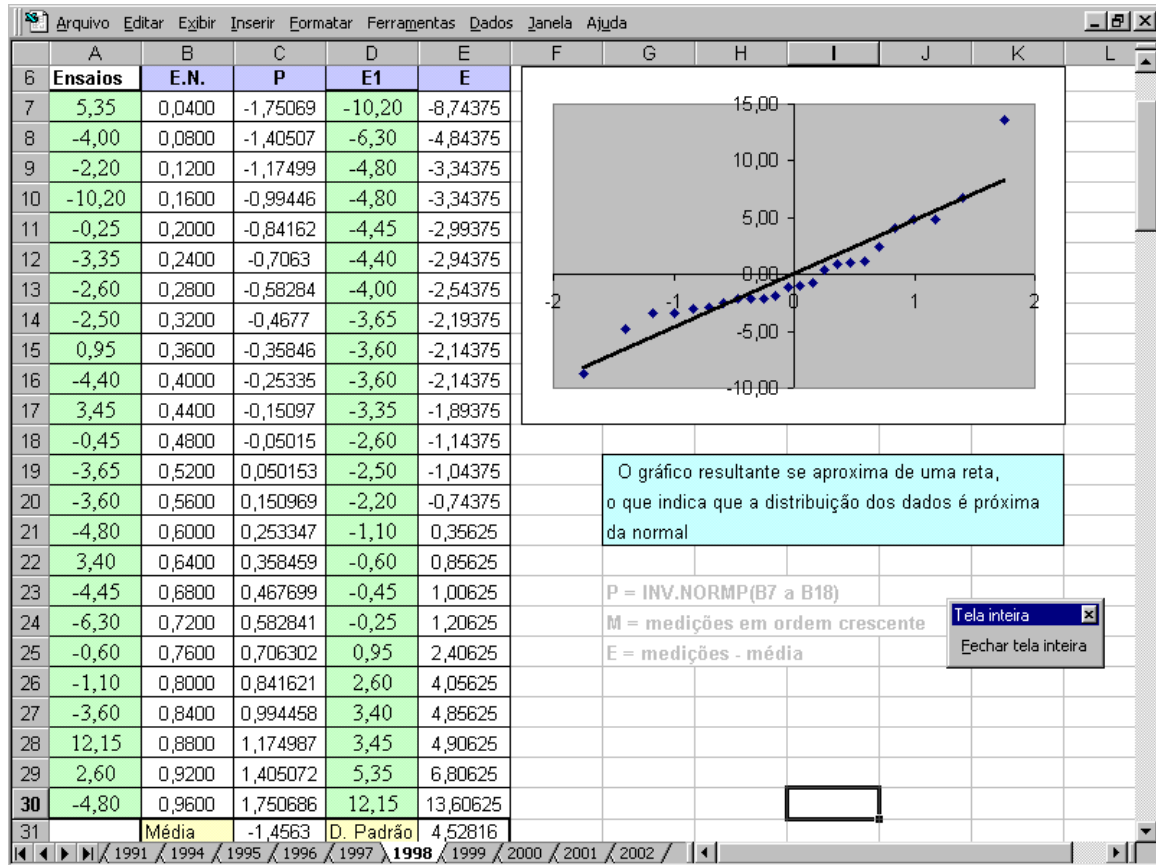 Arquivo Editar Exibir Inserir Formatar Ferramentas Dados Janela Ajuda
A B C D E F G H I J K L
6 Ensaios E.N. P E1 E
7 5,35 0,0400 -1,75069 -10,20 -8,74375
8 -4,00 0,0800 -1,40507 -6,30 -4,84375
9 -2,20 0,1200 -1,17499 -4,80 -3,34375
10 -10,20 0,1600 -0,99446 -4,80 -3,34375
11 -0,25 0,2000 -0,84162 -4,45 -2,99375
12 -3,35 0,2400 -0,7063 -4,40 -2,94375
13 -2,60 0,2800 -0,58284 -4,00 -2,54375
14 -2,50 0,3200 -0,4677 -3,65 -2,19375
15 0,95 0,3600 -0,35846 -3,60 -2,14375
16 -4,40 0,4000 -0,25335 -3,60 -2,14375
17 3,45 0,4400 -0,15097 -3,35 -1,89375
18 -0,45 0,4800 -0,05015 -2,60 -1,14375
19 -3,65 0,5200 0,050153 -2,50 -1,04375
20 -3,60 0,5600 0,150969 -2,20 -0,74375
21 -4,80 0,6000 0,253347 -1,10 0,35625
22 3,40 0,6400 0,358459 -0,60 0,85625
23 -4,45 0,6800 0,467699 -0,45 1,00625
24 -6,30 0,7200 0,582841 -0,25 1,20625
25 -0,60 0,7600 0,706302 0,95 2,40625
26 -1,10 0,8000 0,841621 2,60 4,05625
27 -3,60 0,8400 0,994458 3,40 4,85625
28 12,15 0,8800 1,174987 3,45 4,90625
29 2,60 0,9200 1,405072 5,35 6,80625
30 -4,80 0,9600 1,750686 12,15 13,60625
31 Média -1,4563 D. Padrão 4,52816
15,00
10,00
5,00
0,00
-2 -1 0 1 2
-5,00
-10,00
O gráfico resultante se aproxima de uma reta,
o que indica que a distribuição dos dados é próxima
da normal
P = INV.NORMP(B7 a B18)
M = medições em ordem crescente
E = medições - média
Tela inteira
Fechar tela inteira
1991 1994 1995 1996 1997 1998 1999 2000 2001 2002